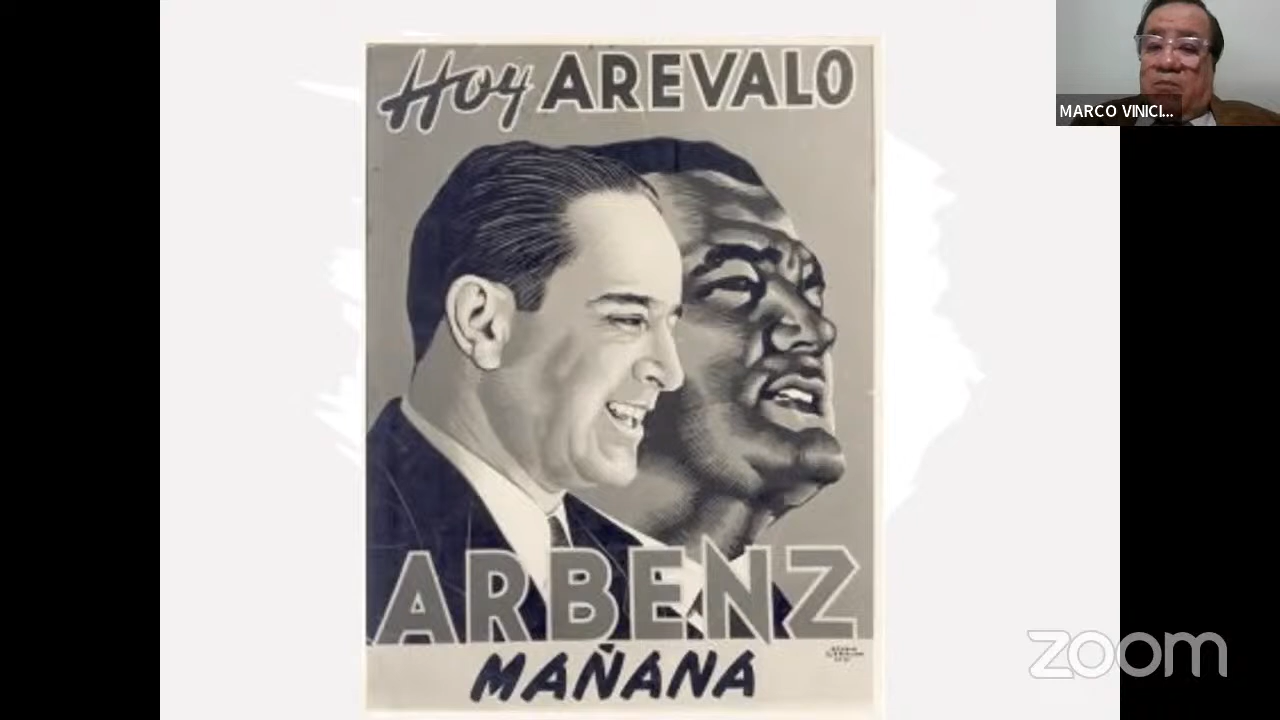 Hoy AREVALO
MARCO VINICI...
ARBENZ
MAÑANA
zoom